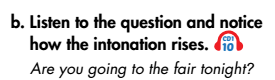 b. Listen to the question and notice
how the intonation rises. CD1 10
Are you going to the fair tonight?